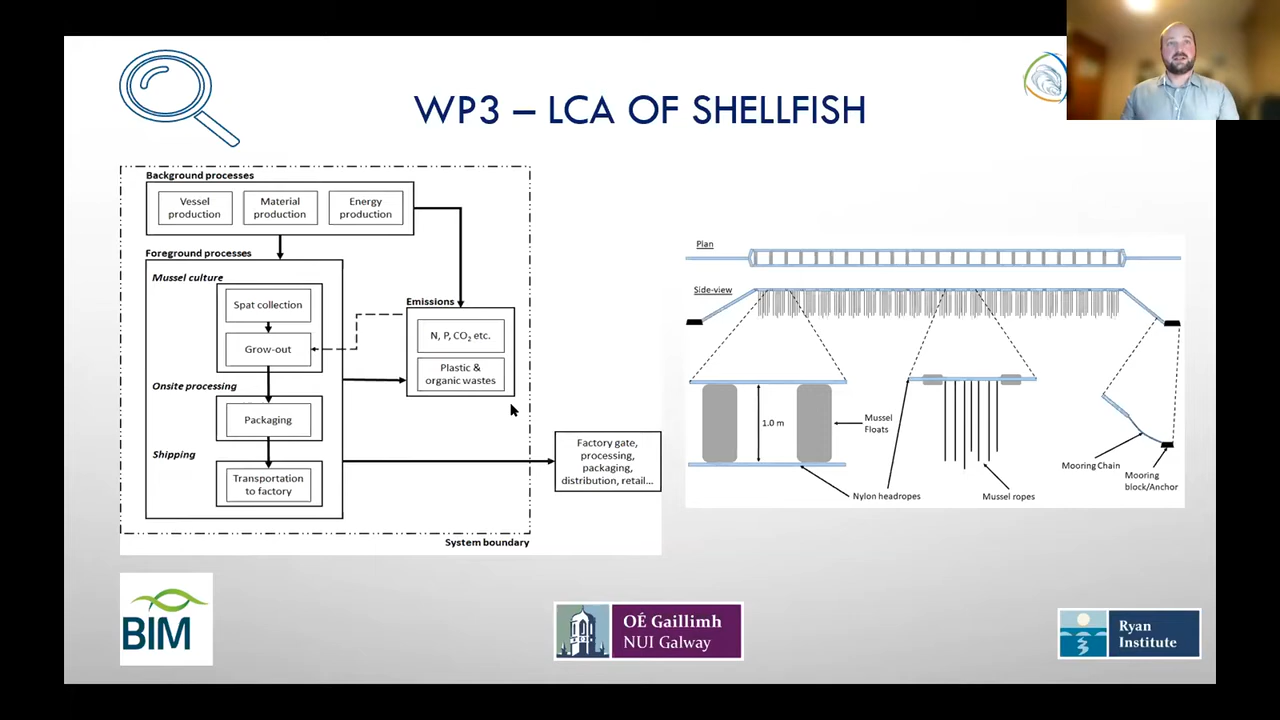 WP3 – LCA OF SHELLFISH
Background processes
Vessel
production
Material
production
Energy
production
Foreground processes
Mussel culture
Spat collection
Grow-out
Onsite processing
Packaging
Shipping
Transportation
to factory
Emissions
N, P, CO₂ etc.
Plastic &
organic wastes
Factory gate,
processing,
packaging,
distribution, retail...
System boundary
Plan
Side-view
1.0 m
Mussel
Floats
Nylon headropes
Mussel ropes
Mooring Chain
Mooring
block/Anchor
BIM
OÉ Gaillimh
NUI Galway
Ryan
Institute